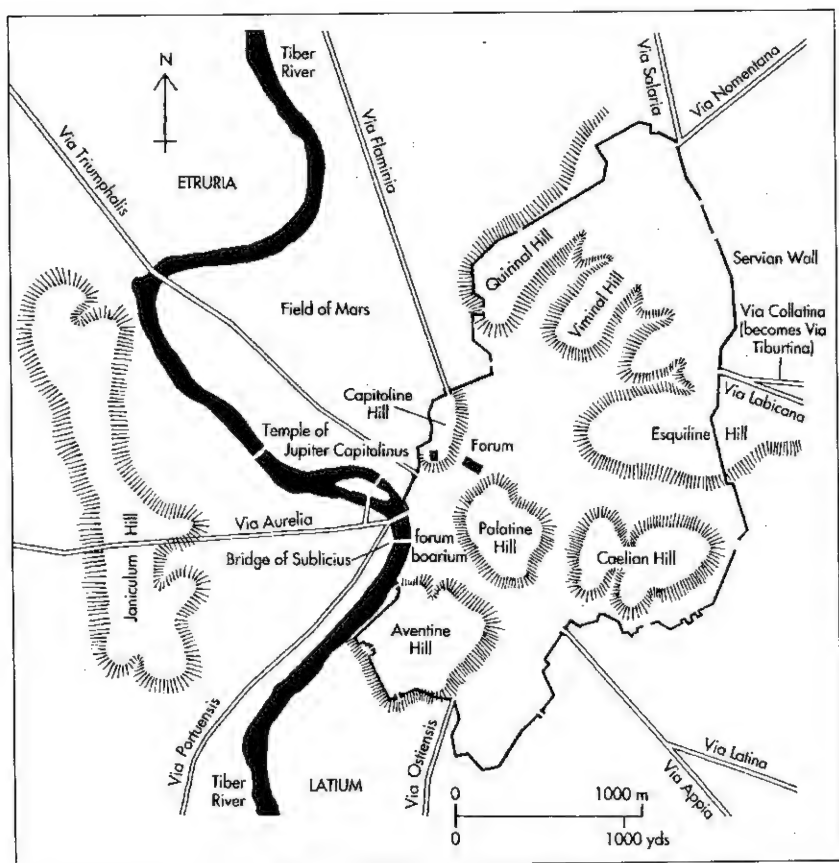 N
Tiber
River
Via Salaria
Via Nomentana
Via Flaminia
Via Triumphalis
ETRURIA
Quirinal Hill
Viminal Hill
Servian Wall
Field of Mars
Via Collatina
(becomes Via
Tiburtina)
Via Labicana
Capitoline
Hill
Temple of
Jupiter Capitolinus
Forum
Esquiline Hill
Via Aurelia
Janiculum Hill
Bridge of Sublicius
forum
boarium
Palatine
Hill
Caelian Hill
Aventine
Hill
Via Portuensis
Via Ostiensis
Via Latina
Via Appia
Tiber
River
LATIUM
0 1000 m
0 1000 yds